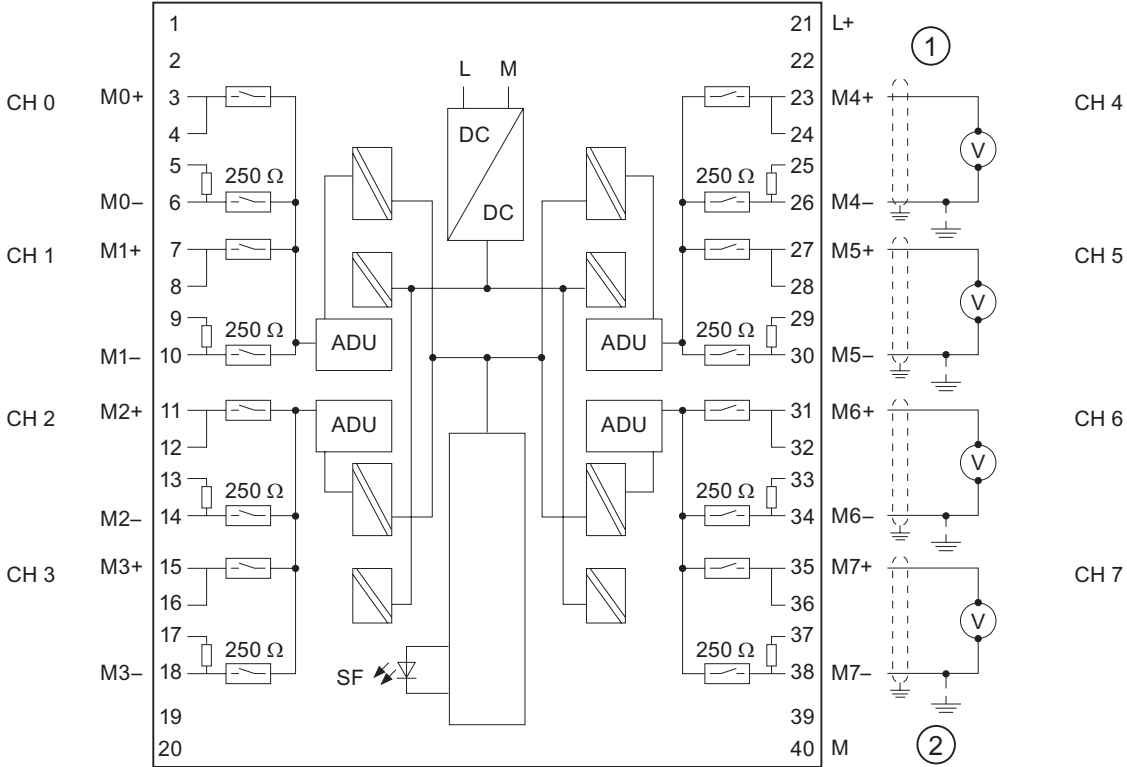 1 21 L+
2 22 ①
L M
CH 0 M0+ 3 23 M4+ CH 4
4 DC 24 V
5 250 Ω 250 Ω 25
M0– 6 DC 26 M4–
CH 1 M1+ 7 27 M5+ CH 5
8 28
9 250 Ω 250 Ω 29 V
M1– 10 ADU ADU 30 M5–
CH 2 M2+ 11 ADU ADU 31 M6+ CH 6
12 32
13 250 Ω 250 Ω 33 V
M2– 14 34 M6–
CH 3 M3+ 15 35 M7+ CH 7
16 36
17 250 Ω 250 Ω 37 V
M3– 18 SF 38 M7–
19 39
20 40 M ②